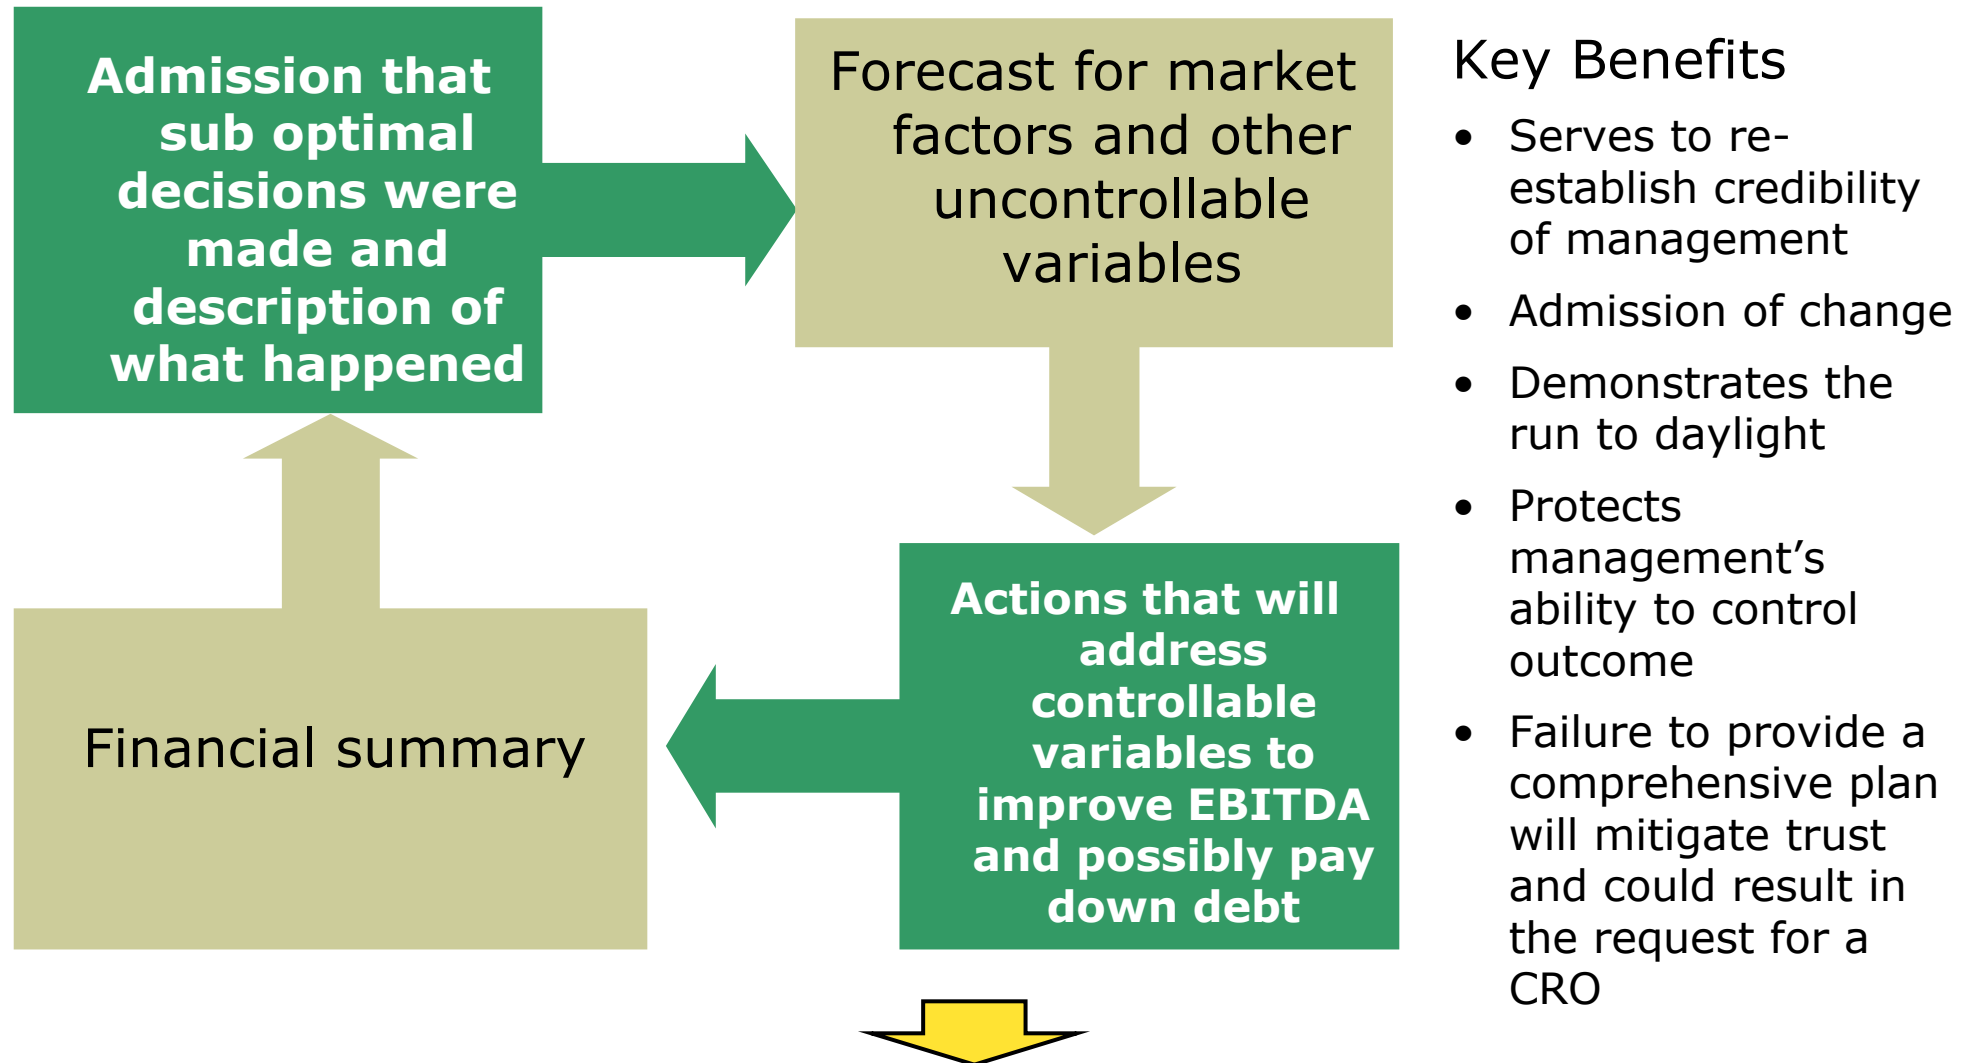 Admission that
sub optimal
decisions were
made and
description of
what happened
Forecast for market
factors and other
uncontrollable
variables
Actions that will
address
controllable
variables to
improve EBITDA
and possibly pay
down debt
Financial summary
Key Benefits
• Serves to re-
establish credibility
of management
• Admission of change
• Demonstrates the
run to daylight
• Protects
management’s
ability to control
outcome
• Failure to provide a
comprehensive plan
will mitigate trust
and could result in
the request for a
CRO